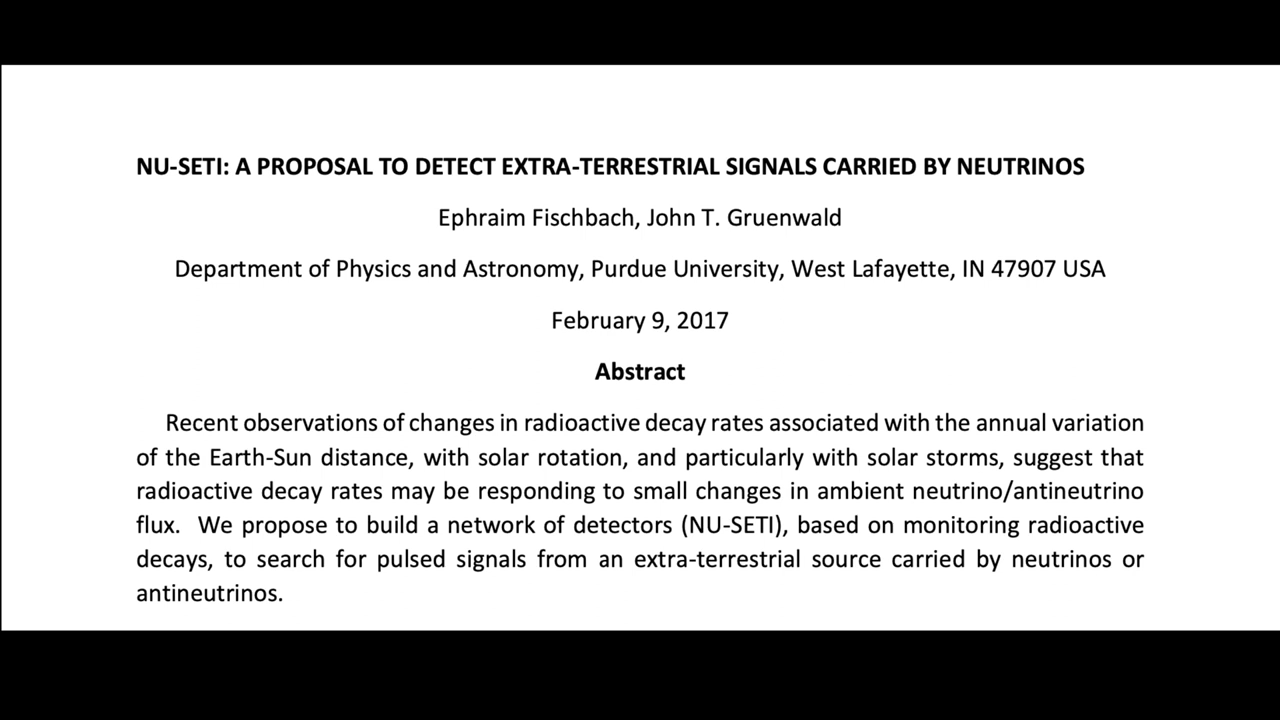 NU-SETI: A PROPOSAL TO DETECT EXTRA-TERRESTRIAL SIGNALS CARRIED BY NEUTRINOS
Ephraim Fischbach, John T. Gruenwald
Department of Physics and Astronomy, Purdue University, West Lafayette, IN 47907 USA
February 9, 2017
Abstract
Recent observations of changes in radioactive decay rates associated with the annual variation
of the Earth-Sun distance, with solar rotation, and particularly with solar storms, suggest that
radioactive decay rates may be responding to small changes in ambient neutrino/antineutrino
flux. We propose to build a network of detectors (NU-SETI), based on monitoring radioactive
decays, to search for pulsed signals from an extra-terrestrial source carried by neutrinos or
antineutrinos.